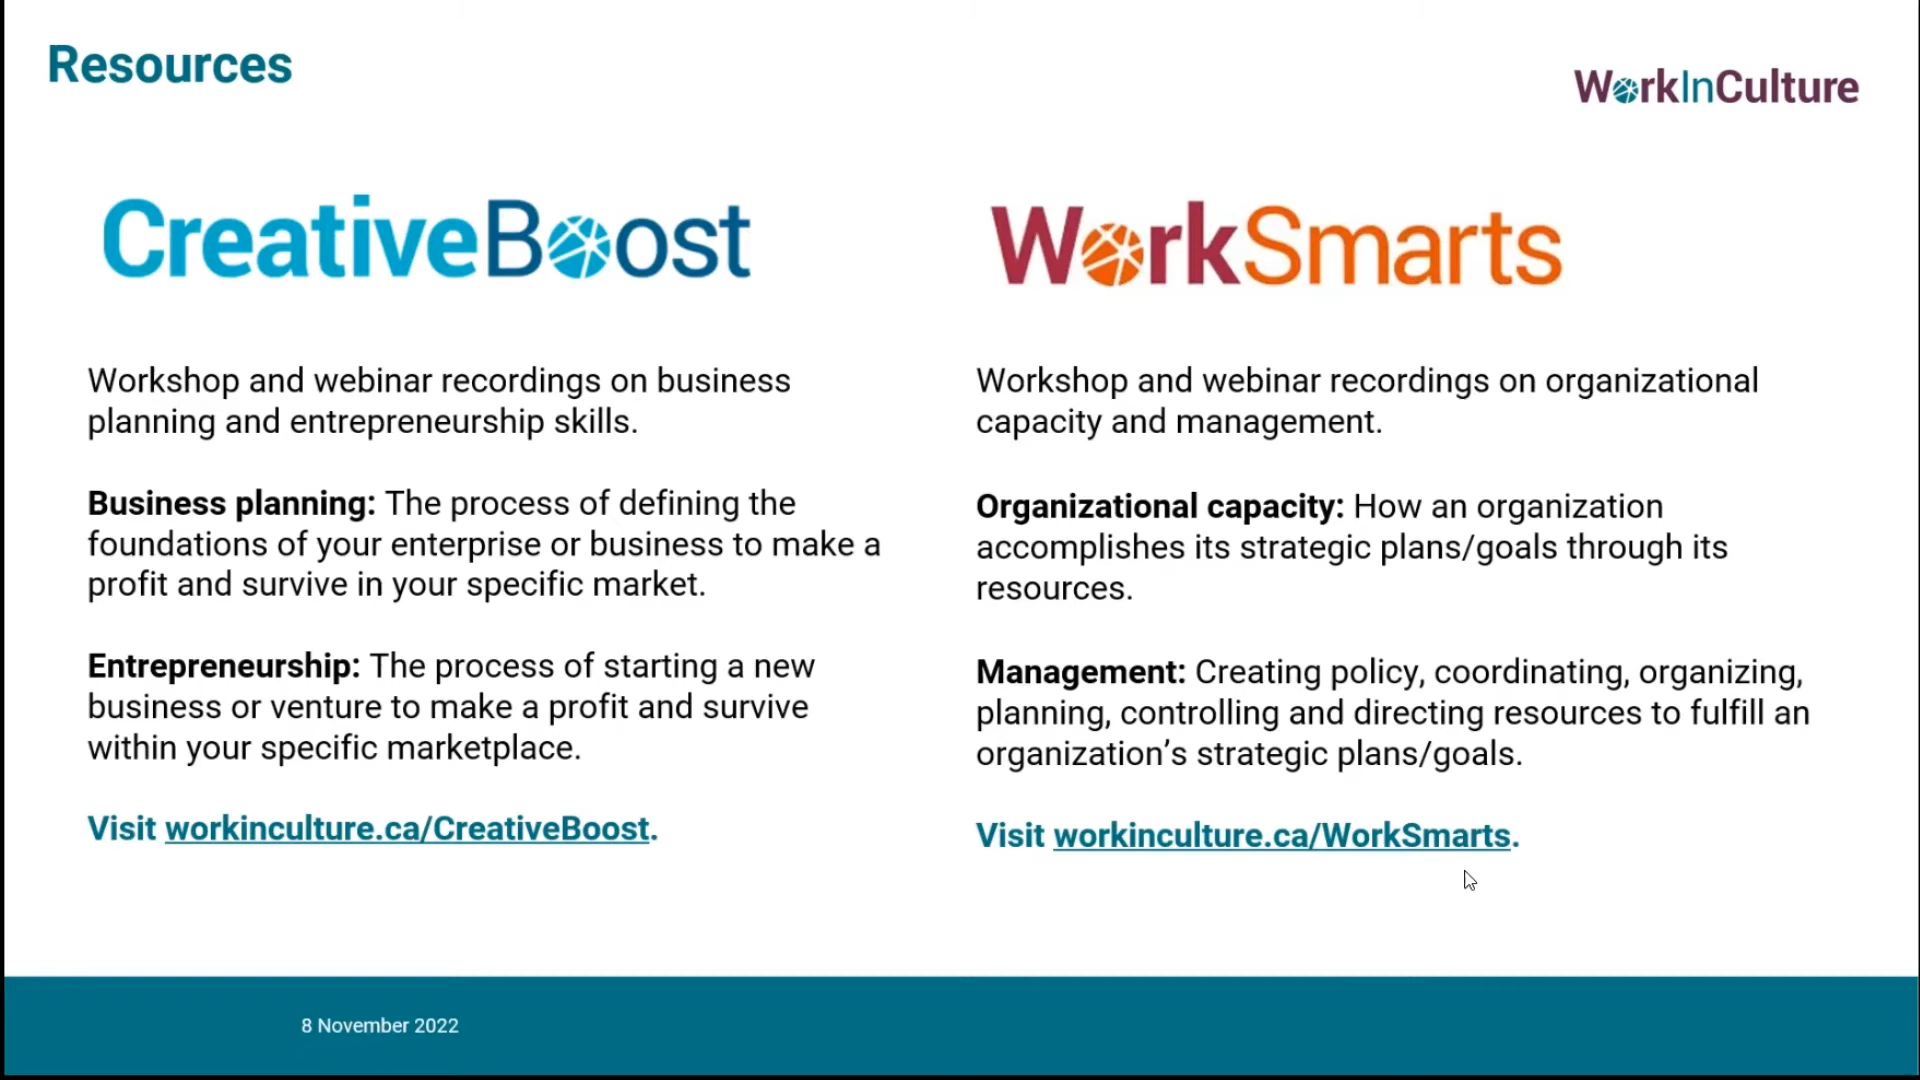 Resources
WorkInCulture
CreativeBoost
Workshop and webinar recordings on business
planning and entrepreneurship skills.
Business planning: The process of defining the
foundations of your enterprise or business to make a
profit and survive in your specific market.
Entrepreneurship: The process of starting a new
business or venture to make a profit and survive
within your specific marketplace.
Visit workinculture.ca/CreativeBoost.
WorkSmarts
Workshop and webinar recordings on organizational
capacity and management.
Organizational capacity: How an organization
accomplishes its strategic plans/goals through its
resources.
Management: Creating policy, coordinating, organizing,
planning, controlling and directing resources to fulfill an
organization’s strategic plans/goals.
Visit workinculture.ca/WorkSmarts.
8 November 2022